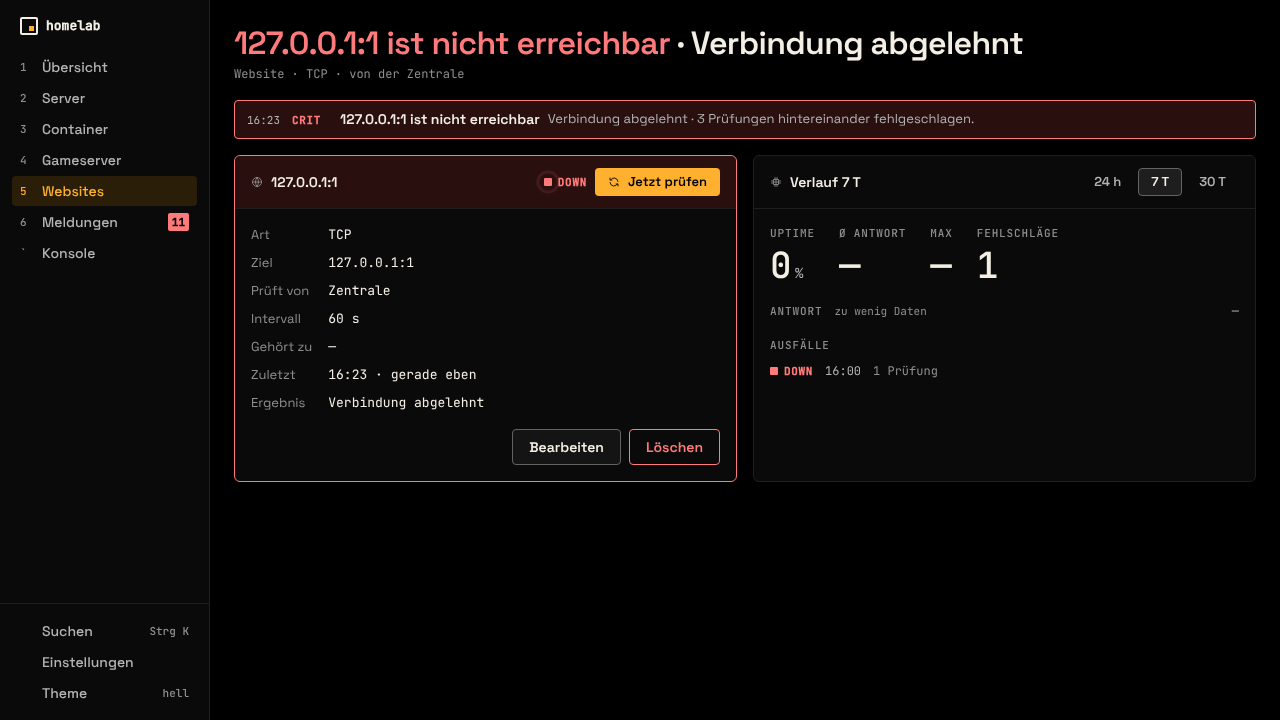 homelab
1 Übersicht
2 Server
3 Container
4 Gameserver
5 Websites
6 Meldungen 11
` Konsole
Suchen Strg K
Einstellungen
Theme hell
127.0.0.1:1 ist nicht erreichbar · Verbindung abgelehnt
Website · TCP · von der Zentrale
16:23 CRIT 127.0.0.1:1 ist nicht erreichbar Verbindung abgelehnt · 3 Prüfungen hintereinander fehlgeschlagen.
127.0.0.1:1 DOWN Jetzt prüfen
Art TCP
Ziel 127.0.0.1:1
Prüft von Zentrale
Intervall 60 s
Gehört zu —
Zuletzt 16:23 · gerade eben
Ergebnis Verbindung abgelehnt
Bearbeiten Löschen
Verlauf 7 T 24 h 7 T 30 T
UPTIME Ø ANTWORT MAX FEHLSCHLÄGE
0 % — — 1
ANTWORT zu wenig Daten —
AUSFÄLLE
DOWN 16:00 1 Prüfung